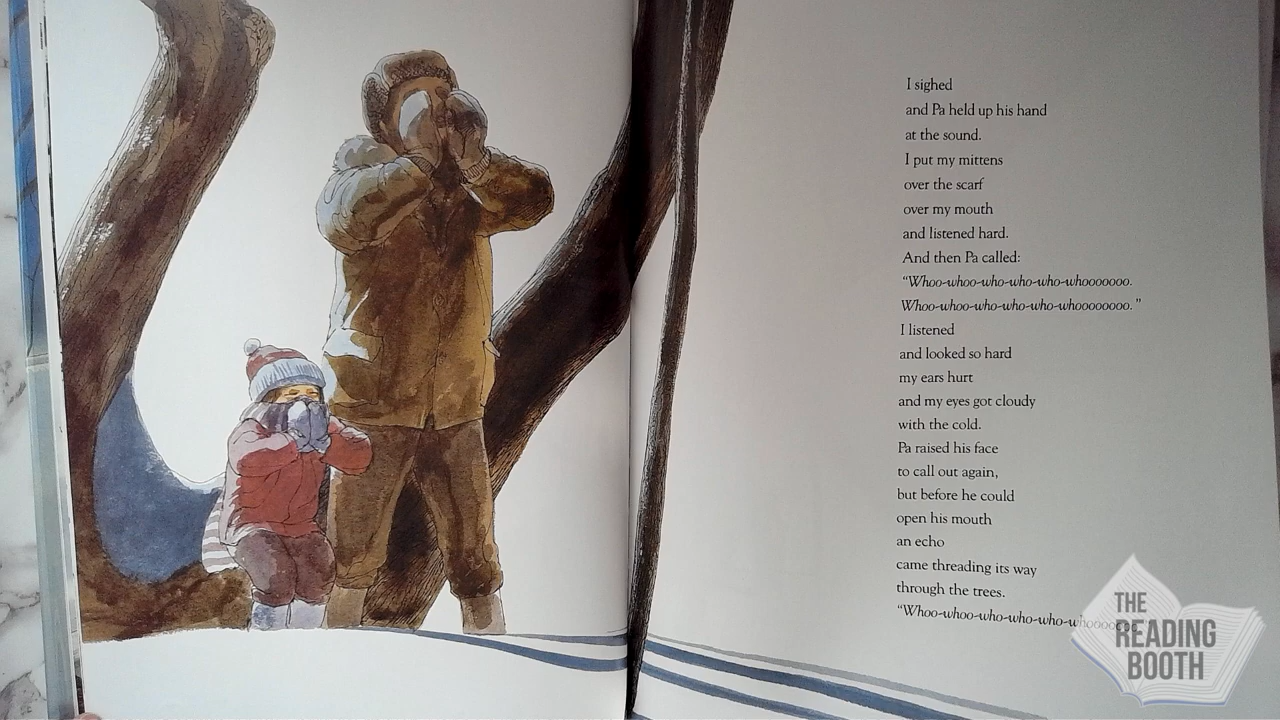 I sighed
and Pa held up his hand
at the sound.
I put my mittens
over the scarf
over my mouth
and listened hard.
And then Pa called:
“Whoo-whoo-who-who-who-whooooooo.
Whoo-whoo-who-who-who-whoooooooo.”
I listened
and looked so hard
my ears hurt
and my eyes got cloudy
with the cold.
Pa raised his face
to call out again,
but before he could
open his mouth
an echo
came threading its way
through the trees.
“Whoo-whoo-who-who-who-whooooooo.
THE
READING
BOOTH